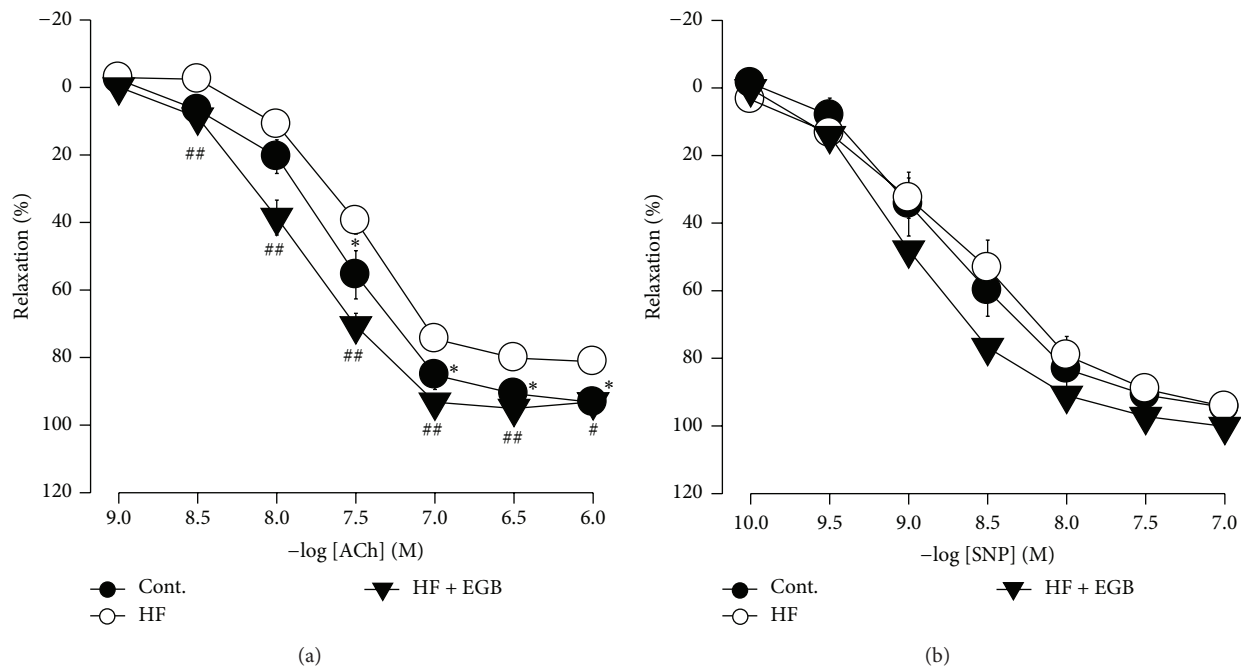 −20
0
20
40
60
80
100
120
Relaxation (%)
##
##
*
##
*
##
*
##
*
#
9.0 8.5 8.0 7.5 7.0 6.5 6.0
−log [ACh] (M)
Cont.
HF
HF + EGB
(a)
−20
0
20
40
60
80
100
120
Relaxation (%)
10.0 9.5 9.0 8.5 8.0 7.5 7.0
−log [SNP] (M)
Cont.
HF
HF + EGB
(b)